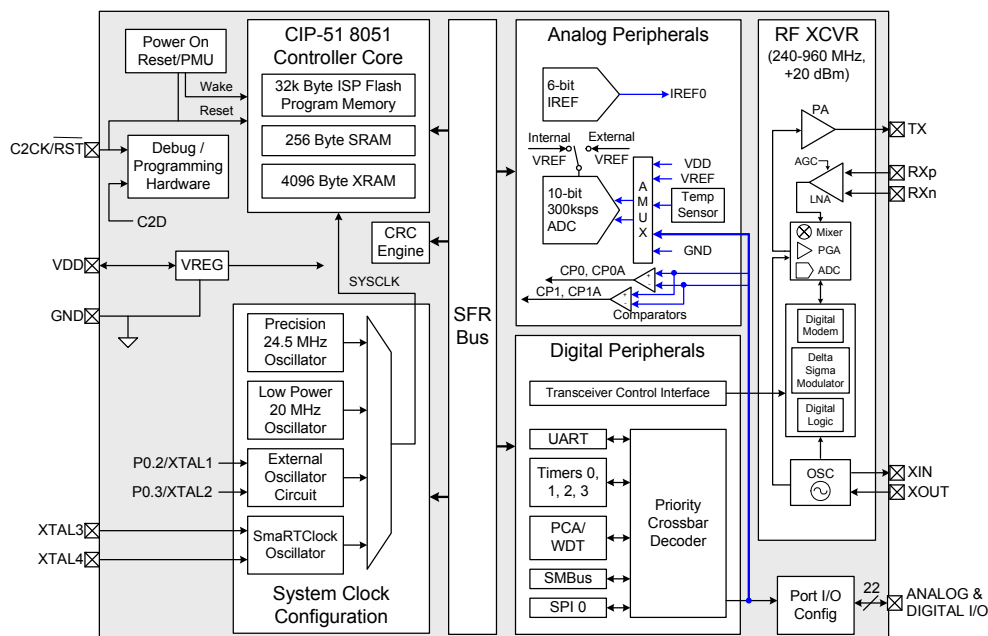 Power On
Reset/PMU
Wake
Reset
C2CK/RST
Debug /
Programming
Hardware
C2D
VDD
VREG
GND
CIP-51 8051
Controller Core
32k Byte ISP Flash
Program Memory
256 Byte SRAM
4096 Byte XRAM
CRC
Engine
SYSCLK
Precision
24.5 MHz
Oscillator
Low Power
20 MHz
Oscillator
P0.2/XTAL1
P0.3/XTAL2
External
Oscillator
Circuit
XTAL3
XTAL4
SmaRTClock
Oscillator
System Clock
Configuration
SFR
Bus
Analog Peripherals
6-bit
IREF
IREF0
Internal
External
VREF
VREF
10-bit
300ksps
ADC
A
M
U
X
VDD
VREF
Temp
Sensor
GND
CP0, CP0A
+
-
CP1, CP1A
+
-
Comparators
Digital Peripherals
Transceiver Control Interface
UART
Timers 0,
1, 2, 3
PCA/
WDT
SMBus
SPI 0
Priority
Crossbar
Decoder
RF XCVR
(240-960 MHz,
+20 dBm)
PA
TX
AGC
LNA
RXp
RXn
Mixer
PGA
ADC
Digital
Modem
Delta
Sigma
Modulator
Digital
Logic
OSC
XIN
XOUT
Port I/O
Config
22
ANALOG &
DIGITAL I/O